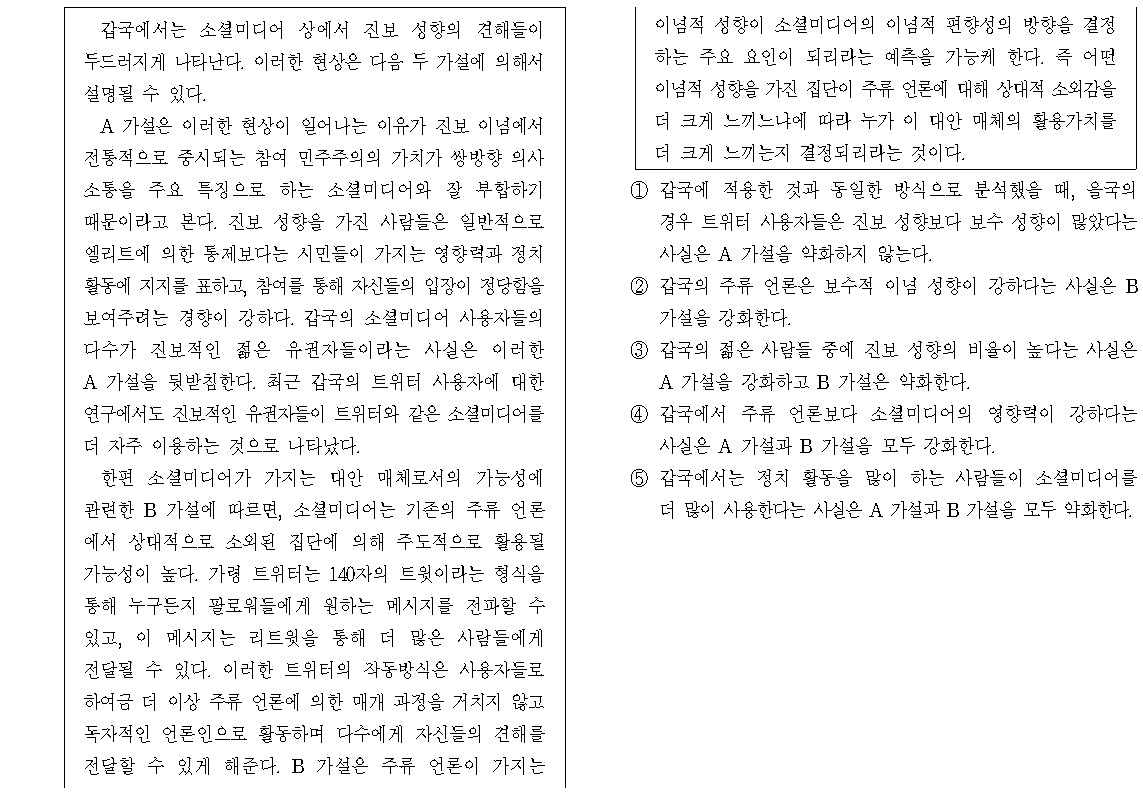 갑국에서는 소셜미디어 상에서 진보 성향의 견해들이
두드러지게 나타난다. 이러한 현상은 다음 두 가설에 의해서
설명될 수 있다.
A 가설은 이러한 현상이 일어나는 이유가 진보 이념에서
전통적으로 중시되는 참여 민주주의의 가치가 쌍방향 의사
소통을 주요 특징으로 하는 소셜미디어와 잘 부합하기
때문이라고 본다. 진보 성향을 가진 사람들은 일반적으로
엘리트에 의한 통제보다는 시민들이 가지는 영향력과 정치
활동에 지지를 표하고, 참여를 통해 자신들의 입장이 정당함을
보여주려는 경향이 강하다. 갑국의 소셜미디어 사용자들의
다수가 진보적인 젊은 유권자들이라는 사실은 이러한
A 가설을 뒷받침한다. 최근 갑국의 트위터 사용자에 대한
연구에서도 진보적인 유권자들이 트위터와 같은 소셜미디어를
더 자주 이용하는 것으로 나타났다.
한편 소셜미디어가 가지는 대안 매체로서의 가능성에
관련한 B 가설에 따르면, 소셜미디어는 기존의 주류 언론
에서 상대적으로 소외된 집단에 의해 주도적으로 활용될
가능성이 높다. 가령 트위터는 140자의 트윗이라는 형식을
통해 누구든지 팔로워들에게 원하는 메시지를 전파할 수
있고, 이 메시지는 리트윗을 통해 더 많은 사람들에게
전달될 수 있다. 이러한 트위터의 작동방식은 사용자들로
하여금 더 이상 주류 언론에 의한 매개 과정을 거치지 않고
독자적인 언론인으로 활동하며 다수에게 자신들의 견해를
전달할 수 있게 해준다. B 가설은 주류 언론이 가지는
이념적 성향이 소셜미디어의 이념적 편향성의 방향을 결정
하는 주요 요인이 되리라는 예측을 가능케 한다. 즉 어떤
이념적 성향을 가진 집단이 주류 언론에 대해 상대적 소외감을
더 크게 느끼느냐에 따라 누가 이 대안 매체의 활용가치를
더 크게 느끼는지 결정되리라는 것이다.
① 갑국에 적용한 것과 동일한 방식으로 분석했을 때, 을국의
경우 트위터 사용자들은 진보 성향보다 보수 성향이 많았다는
사실은 A 가설을 약화하지 않는다.
② 갑국의 주류 언론은 보수적 이념 성향이 강하다는 사실은 B
가설을 강화한다.
③ 갑국의 젊은 사람들 중에 진보 성향의 비율이 높다는 사실은
A 가설을 강화하고 B 가설은 약화한다.
④ 갑국에서 주류 언론보다 소셜미디어의 영향력이 강하다는
사실은 A 가설과 B 가설을 모두 강화한다.
⑤ 갑국에서는 정치 활동을 많이 하는 사람들이 소셜미디어를
더 많이 사용한다는 사실은 A 가설과 B 가설을 모두 약화한다.